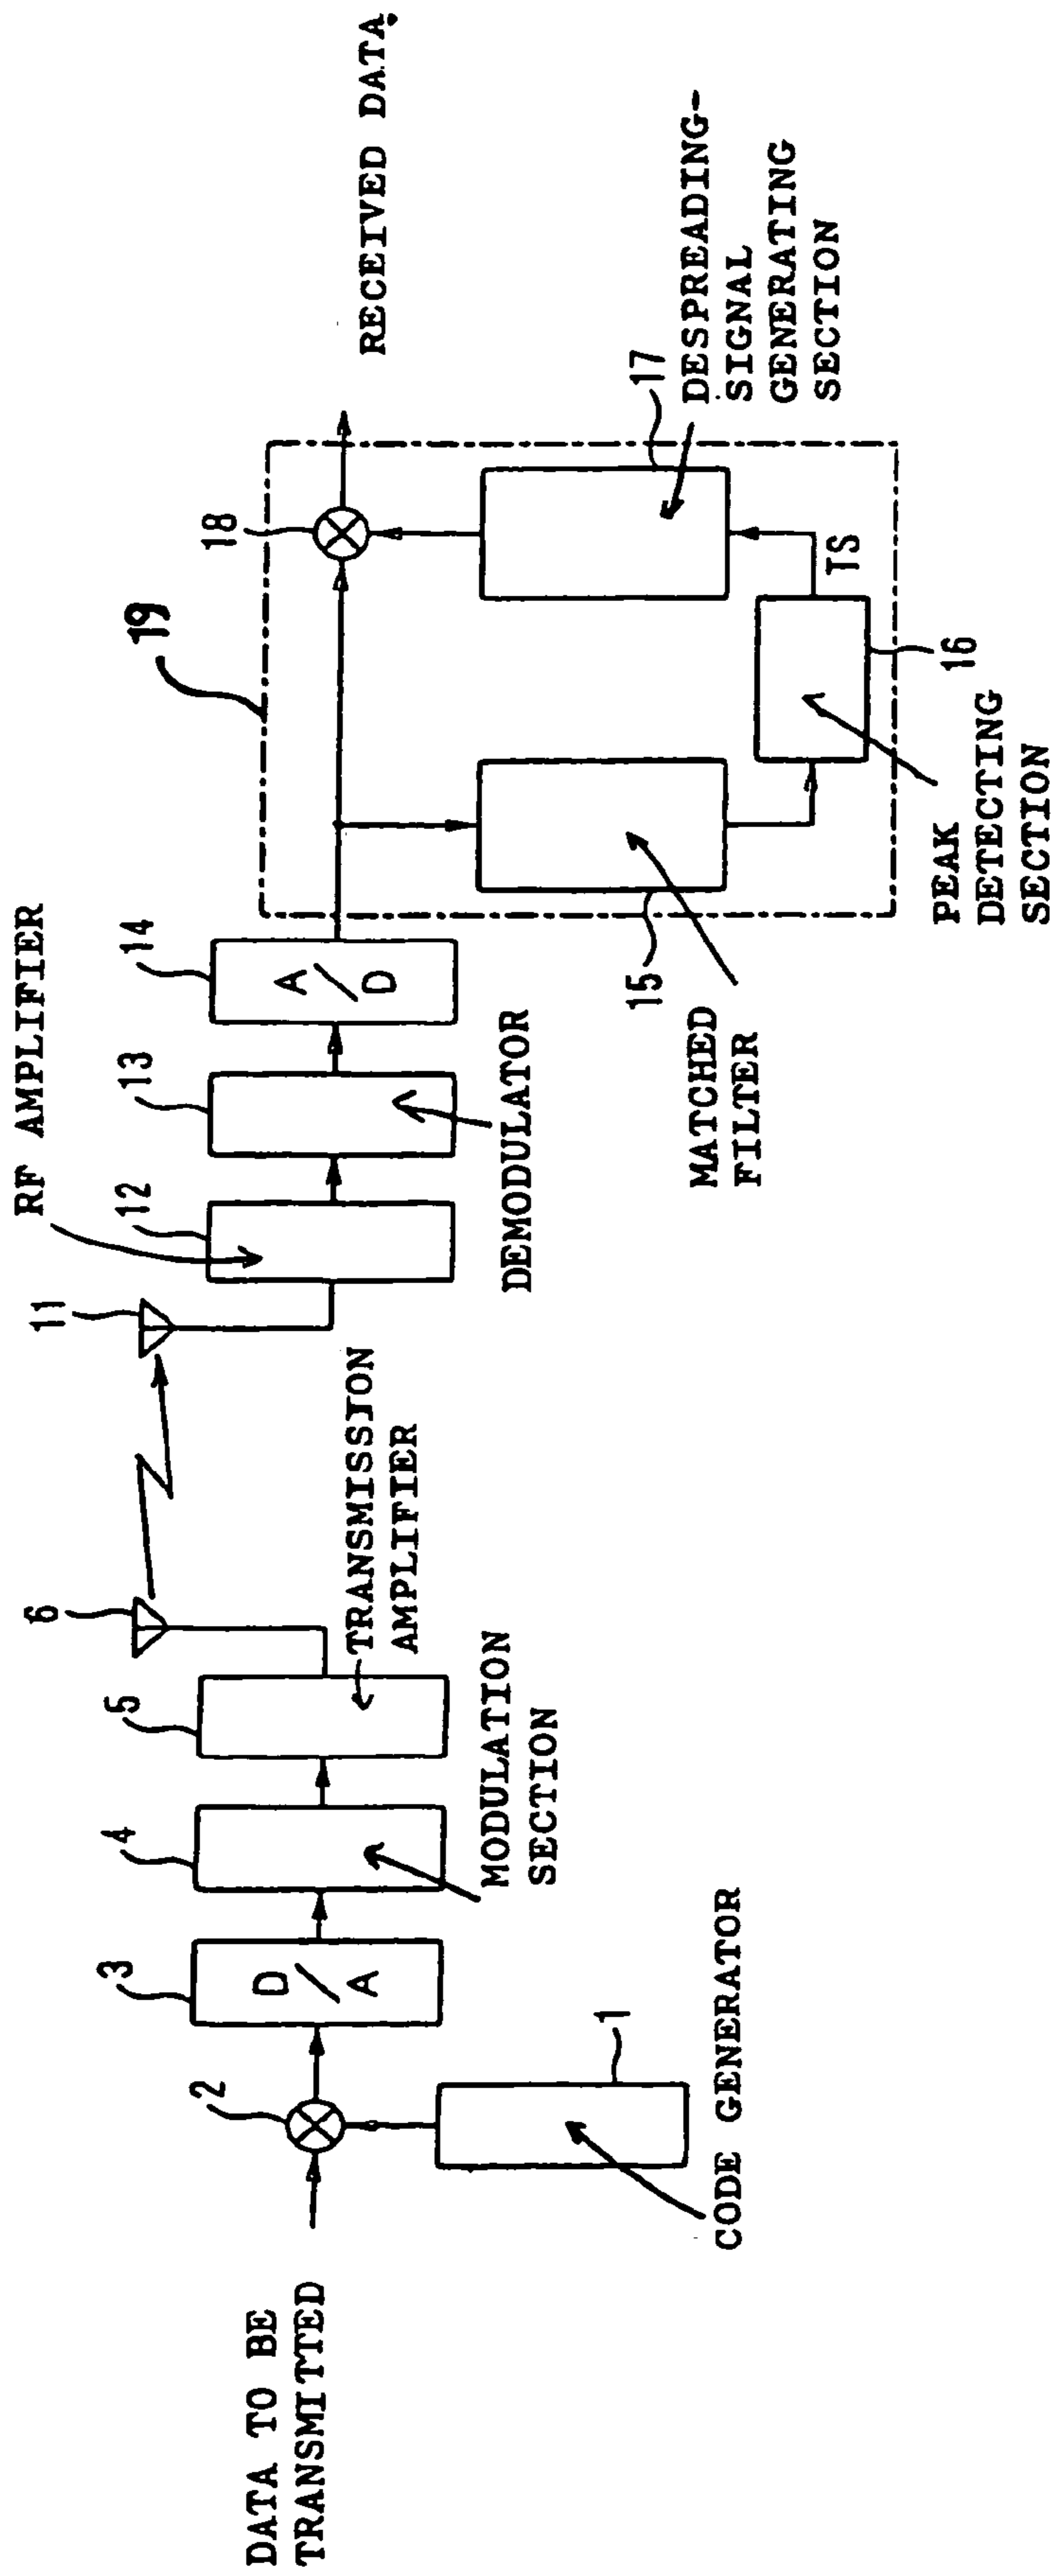 DATA TO BE
TRANSMITTED
2
CODE GENERATOR
1
3
D/A
4
MODULATION
SECTION
5
TRANSMISSION
AMPLIFIER
6
11
RF AMPLIFIER
12
13
DEMODULATOR
14
A/D
19
15
MATCHED
FILTER
PEAK
DETECTING
SECTION
16
TS
17
DESPREADING-
SIGNAL
GENERATING
SECTION
18
RECEIVED DATA